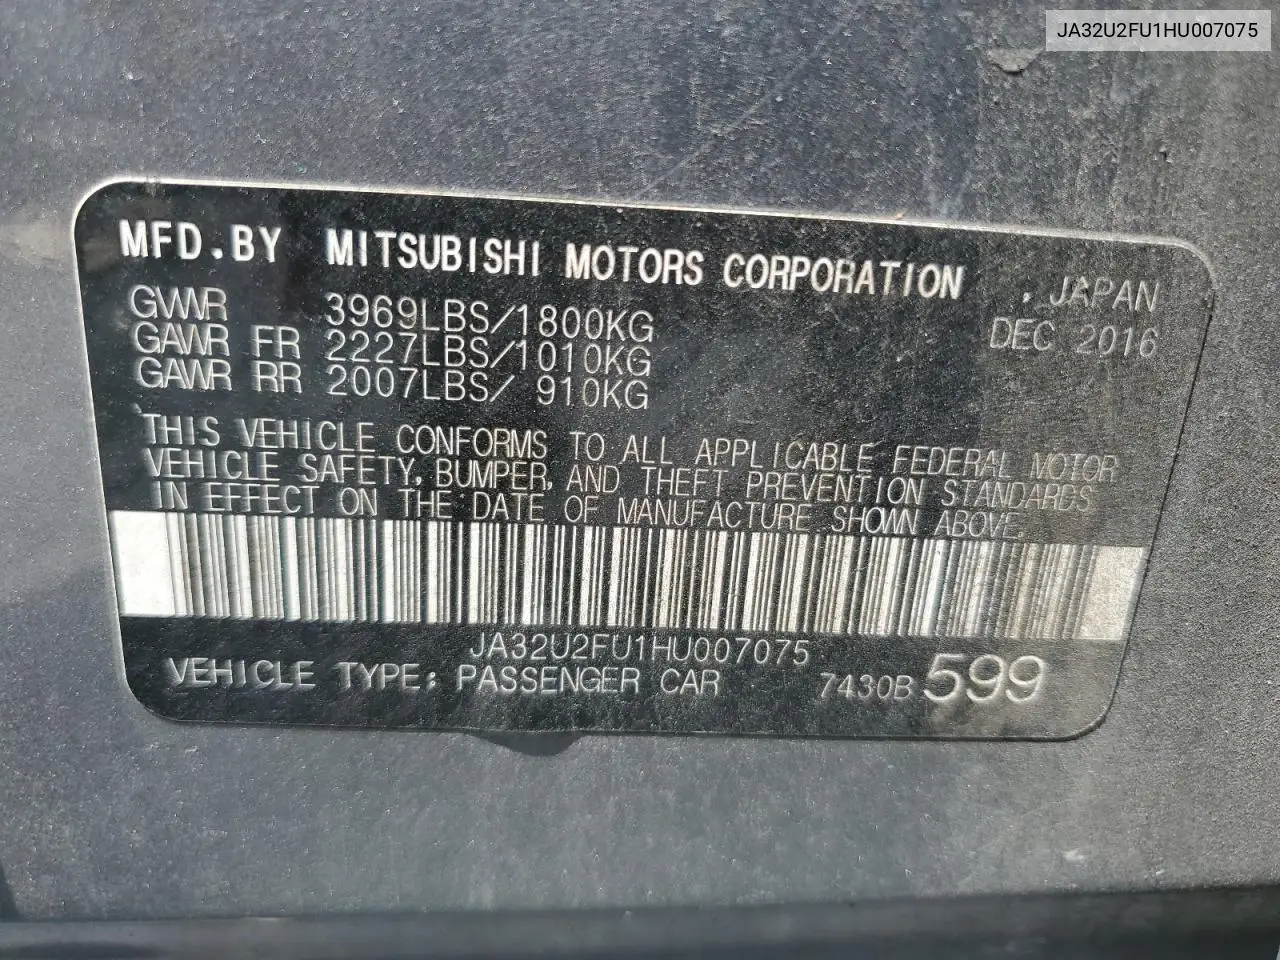 JA32U2FU1HU007075
MFD.BY MITSUBISHI MOTORS CORPORATION, JAPAN
GVWR 3969LBS/1800KG DEC 2016
GAWR FR 2227LBS/1010KG
GAWR RR 2007LBS/ 910KG
THIS VEHICLE CONFORMS TO ALL APPLICABLE FEDERAL MOTOR
VEHICLE SAFETY, BUMPER, AND THEFT PREVENTION STANDARDS
IN EFFECT ON THE DATE OF MANUFACTURE SHOWN ABOVE.
JA32U2FU1HU007075
VEHICLE TYPE: PASSENGER CAR 7430B 599